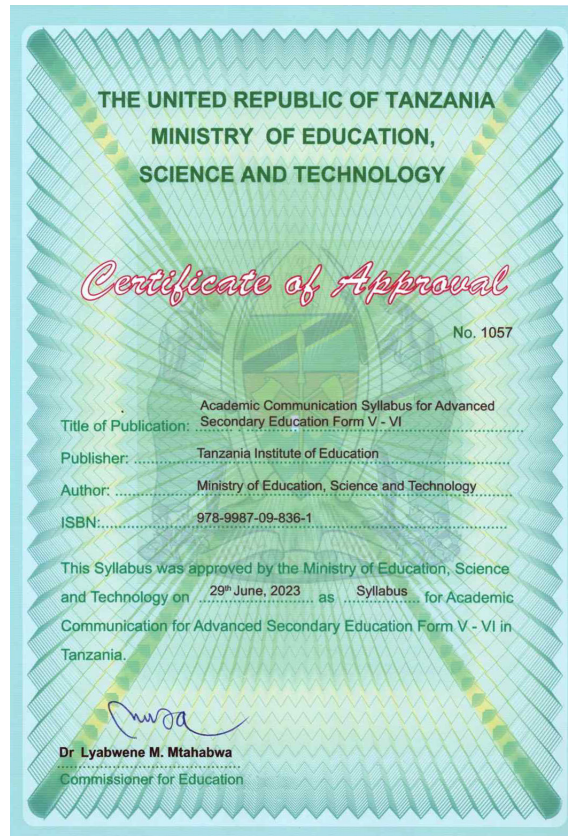 THE UNITED REPUBLIC OF TANZANIA
MINISTRY OF EDUCATION,
SCIENCE AND TECHNOLOGY
Certificate of Approval
No. 1057
Title of Publication: Academic Communication Syllabus for Advanced
Secondary Education Form V - VI
Publisher: Tanzania Institute of Education
Author: Ministry of Education, Science and Technology
ISBN: 978-9987-09-836-1
This Syllabus was approved by the Ministry of Education, Science
and Technology on 29th June, 2023 as Syllabus for Academic
Communication for Advanced Secondary Education Form V - VI in
Tanzania.
Dr Lyabwene M. Mtahabwa
Commissioner for Education